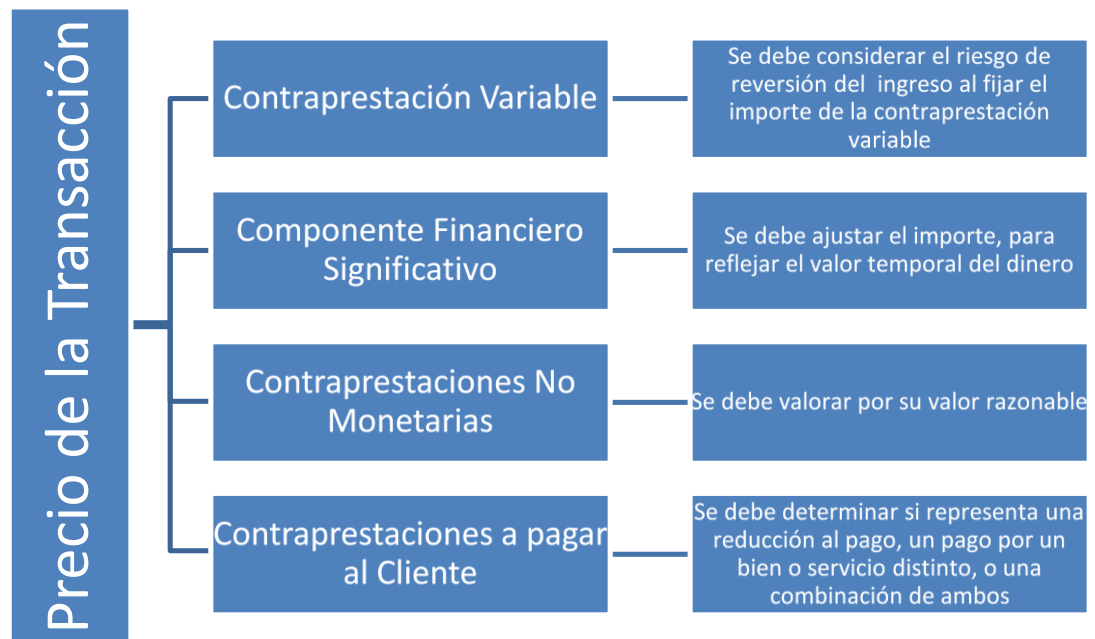 Precio de la Transacción
Contraprestación Variable
Se debe considerar el riesgo de
reversión del ingreso al fijar el
importe de la contraprestación
variable
Componente Financiero
Significativo
Se debe ajustar el importe, para
reflejar el valor temporal del dinero
Contraprestaciones No
Monetarias
Se debe valorar por su valor razonable
Contraprestaciones a pagar
al Cliente
Se debe determinar si representa una
reducción al pago, un pago por un
bien o servicio distinto, o una
combinación de ambos